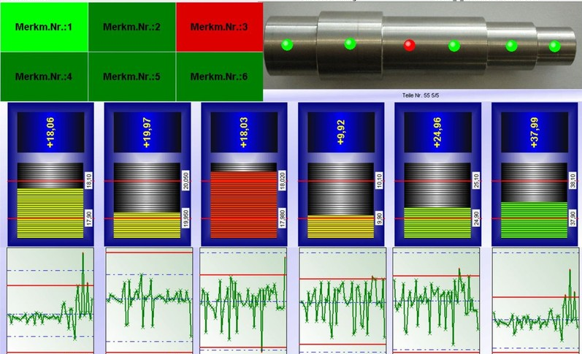 Merkm.Nr.:1 Merkm.Nr.:2 Merkm.Nr.:3
Merkm.Nr.:4 Merkm.Nr.:5 Merkm.Nr.:6
Teile Nr. 55 5/5
+18,06 +19,97 +18,03 +9,92 +24,96 +37,99
18,10 20,050 18,020 10,10 25,10 38,10
17,90 19,950 17,980 9,90 24,90 37,90